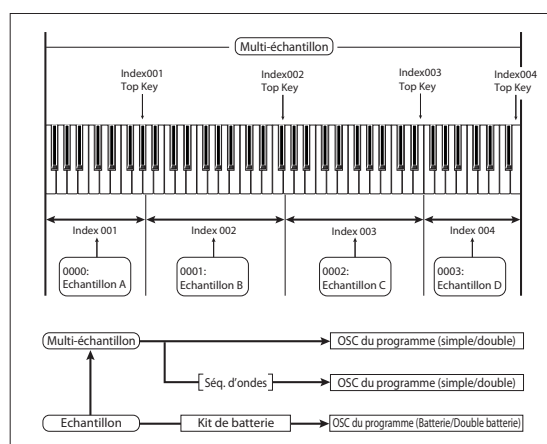 Multi-échantillon
Index001
Top Key
Index002
Top Key
Index003
Top Key
Index004
Top Key
Index 001
Index 002
Index 003
Index 004
0000:
Echantillon A
0001:
Echantillon B
0002:
Echantillon C
0003:
Echantillon D
Multi-échantillon
OSC du programme (simple/double)
Séq. d'ondes
OSC du programme (simple/double)
Echantillon
Kit de batterie
OSC du programme (Batterie/Double batterie)